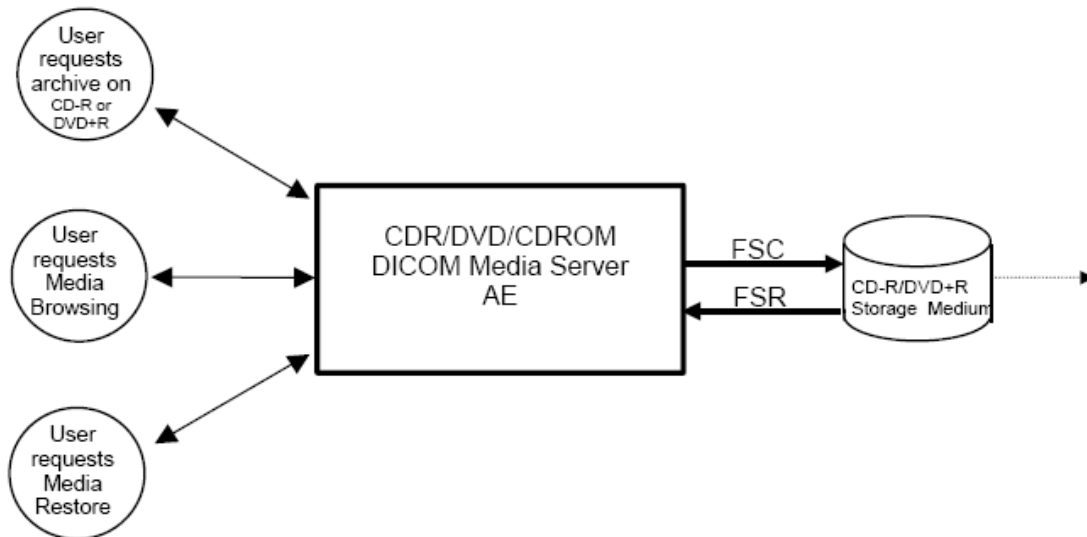 User
requests
archive on
CD-R or
DVD+R
User
requests
Media
Browsing
User
requests
Media
Restore
CDR/DVD/CDROM
DICOM Media Server
AE
FSC
FSR
CD-R/DVD+R
Storage Medium